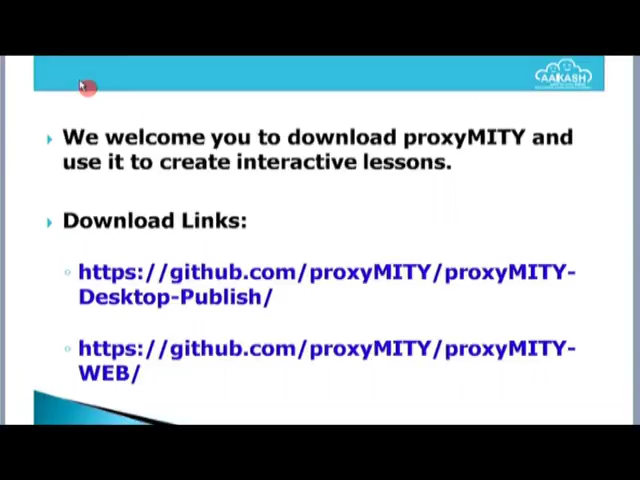 AAKASH
We welcome you to download proxyMITY and
use it to create interactive lessons.
Download Links:
https://github.com/proxyMITY/proxyMITY-
Desktop-Publish/
https://github.com/proxyMITY/proxyMITY-
WEB/